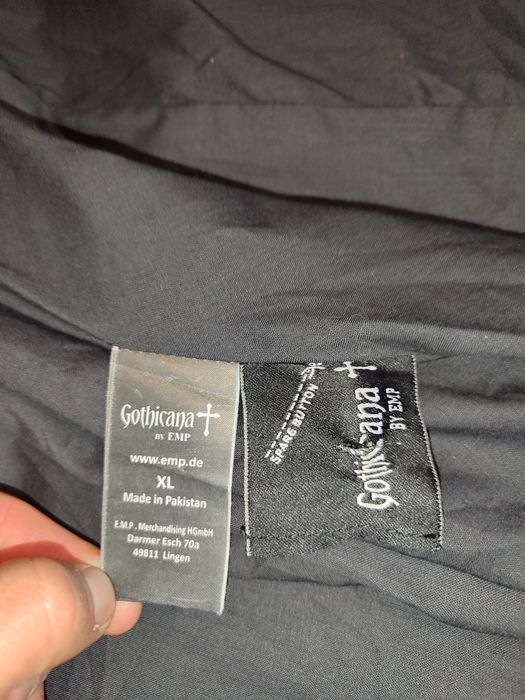 Gothicana
BY EMP
www.emp.de
XL
Made in Pakistan
E.M.P. Merchandising HGmbH
Darmer Esch 70a
49811 Lingen
SPARE BUTTON
Gothicana
BY EMP